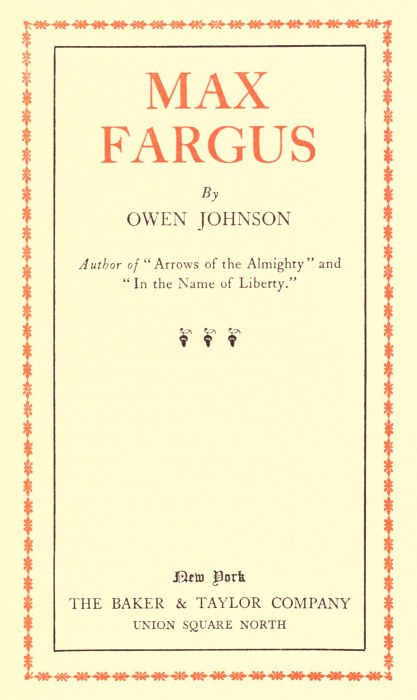 MAX
FARGUS
By
OWEN JOHNSON
Author of “Arrows of the Almighty” and
“In the Name of Liberty.”
New York
THE BAKER & TAYLOR COMPANY
UNION SQUARE NORTH